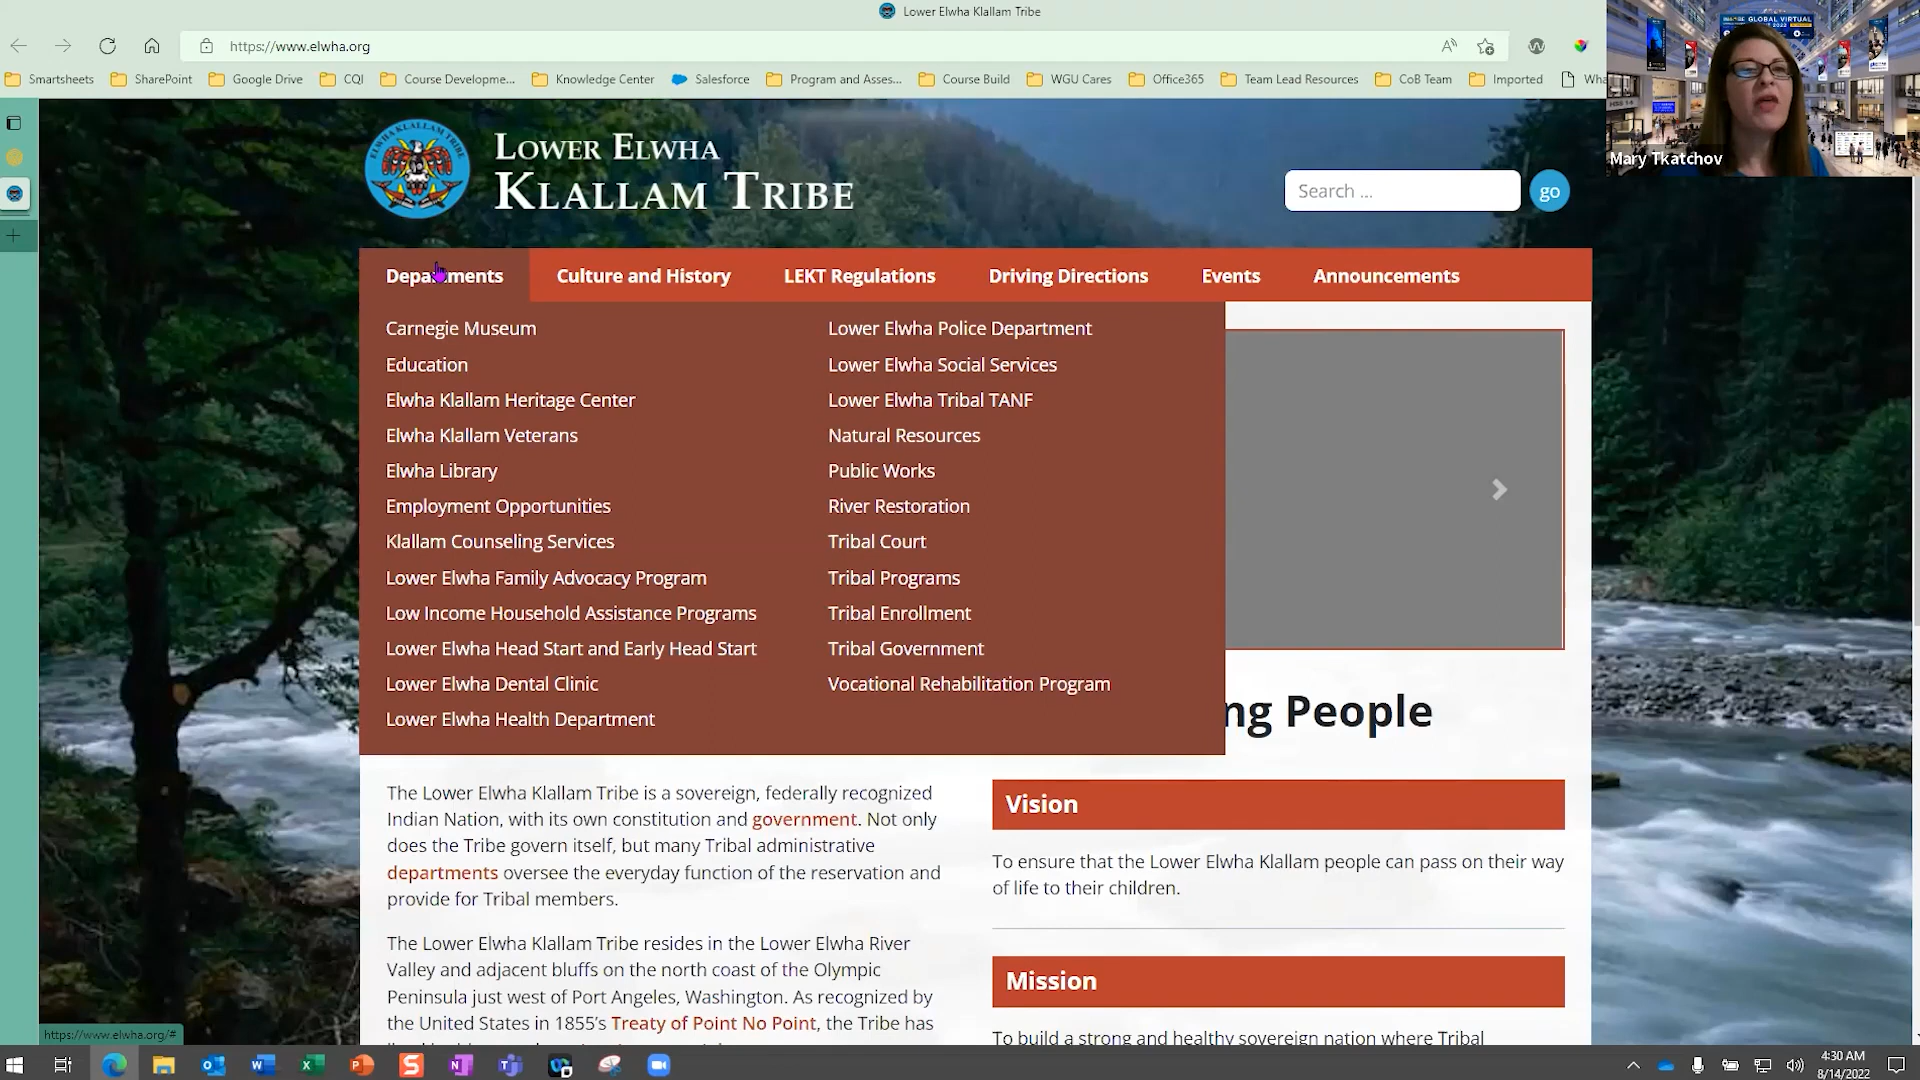 Lower Elwha Klallam Tribe
https://www.elwha.org
Smartsheets
SharePoint
Google Drive
CQI
Course Developme...
Knowledge Center
Salesforce
Program and Asses...
Course Build
WGU Cares
Office365
Team Lead Resources
CoB Team
Imported
Wha
GLOBAL VIRTUAL
Mary Tkatchov
LOWER ELWHA
KLALLAM TRIBE
Search ...
go
Departments
Culture and History
LEKT Regulations
Driving Directions
Events
Announcements
Carnegie Museum
Education
Elwha Klallam Heritage Center
Elwha Klallam Veterans
Elwha Library
Employment Opportunities
Klallam Counseling Services
Lower Elwha Family Advocacy Program
Low Income Household Assistance Programs
Lower Elwha Head Start and Early Head Start
Lower Elwha Dental Clinic
Lower Elwha Health Department
Lower Elwha Police Department
Lower Elwha Social Services
Lower Elwha Tribal TANF
Natural Resources
Public Works
River Restoration
Tribal Court
Tribal Programs
Tribal Enrollment
Tribal Government
Vocational Rehabilitation Program
ng People
The Lower Elwha Klallam Tribe is a sovereign, federally recognized
Indian Nation, with its own constitution and government. Not only
does the Tribe govern itself, but many Tribal administrative
departments oversee the everyday function of the reservation and
provide for Tribal members.
The Lower Elwha Klallam Tribe resides in the Lower Elwha River
Valley and adjacent bluffs on the north coast of the Olympic
Peninsula just west of Port Angeles, Washington. As recognized by
the United States in 1855's Treaty of Point No Point, the Tribe has
Vision
To ensure that the Lower Elwha Klallam people can pass on their way
of life to their children.
Mission
To build a strong and healthy sovereign nation where Tribal
https://www.elwha.org/#
4:30 AM
8/14/2022